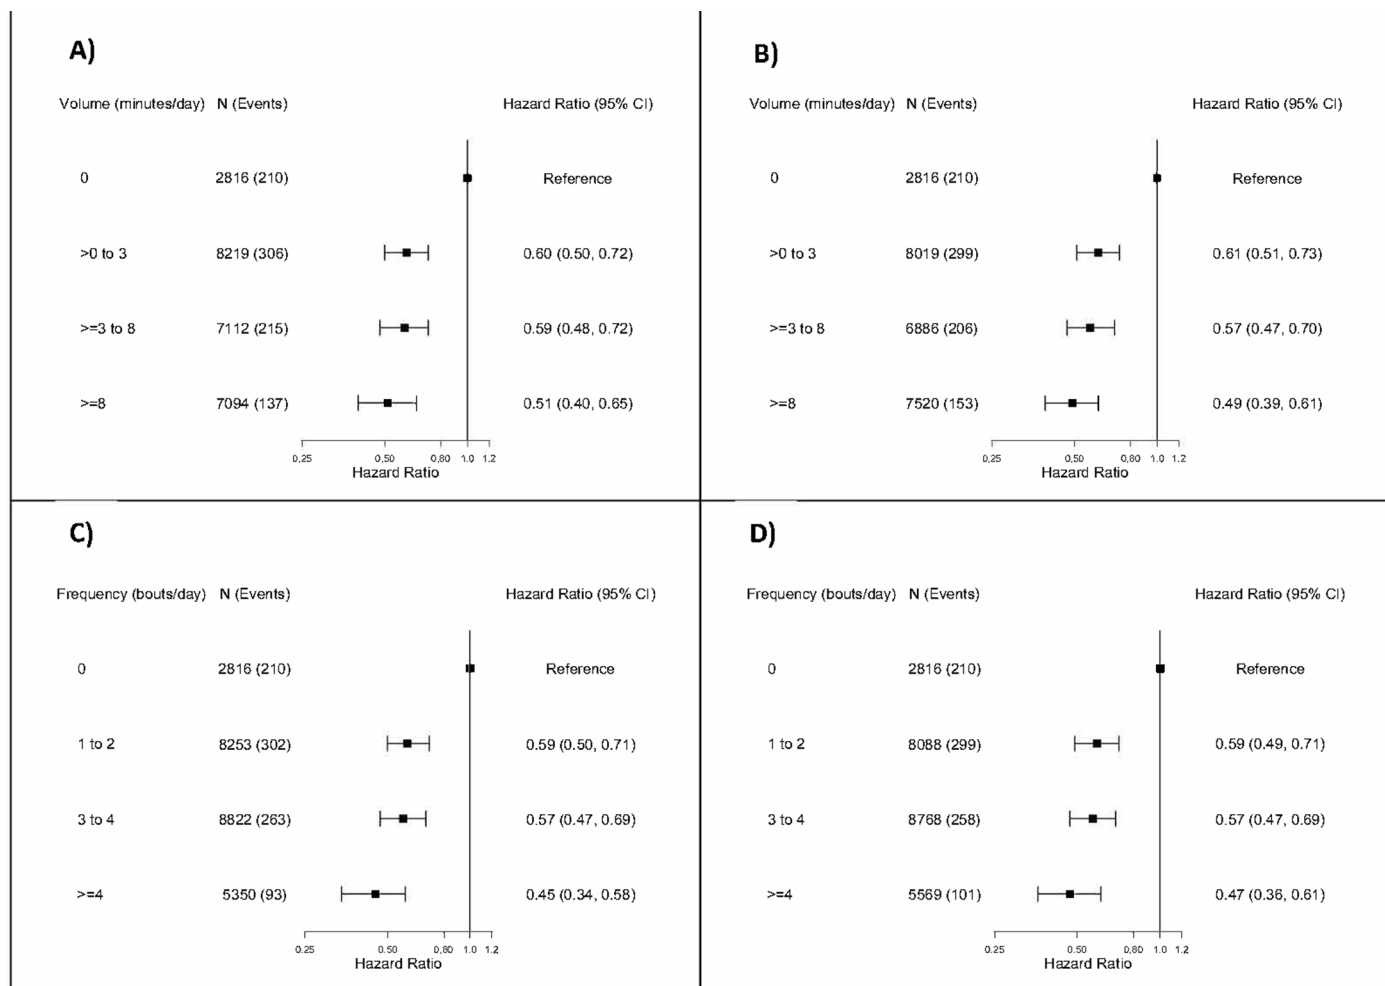 A)
Volume (minutes/day) N (Events) Hazard Ratio (95% CI)
0 2816 (210) Reference
>0 to 3 8219 (306) 0.60 (0.50, 0.72)
>=3 to 8 7112 (215) 0.59 (0.48, 0.72)
>=8 7094 (137) 0.51 (0.40, 0.65)
0.25 0.50 0.80 1.0 1.2
Hazard Ratio
B)
Volume (minutes/day) N (Events) Hazard Ratio (95% CI)
0 2816 (210) Reference
>0 to 3 8019 (299) 0.61 (0.51, 0.73)
>=3 to 8 6886 (206) 0.57 (0.47, 0.70)
>=8 7520 (153) 0.49 (0.39, 0.61)
0.25 0.50 0.80 1.0 1.2
Hazard Ratio
C)
Frequency (bouts/day) N (Events) Hazard Ratio (95% CI)
0 2816 (210) Reference
1 to 2 8253 (302) 0.59 (0.50, 0.71)
3 to 4 8822 (263) 0.57 (0.47, 0.69)
>=4 5350 (93) 0.45 (0.34, 0.58)
0.25 0.50 0.80 1.0 1.2
Hazard Ratio
D)
Frequency (bouts/day) N (Events) Hazard Ratio (95% CI)
0 2816 (210) Reference
1 to 2 8088 (299) 0.59 (0.49, 0.71)
3 to 4 8768 (258) 0.57 (0.47, 0.69)
>=4 5569 (101) 0.47 (0.36, 0.61)
0.25 0.50 0.80 1.0 1.2
Hazard Ratio